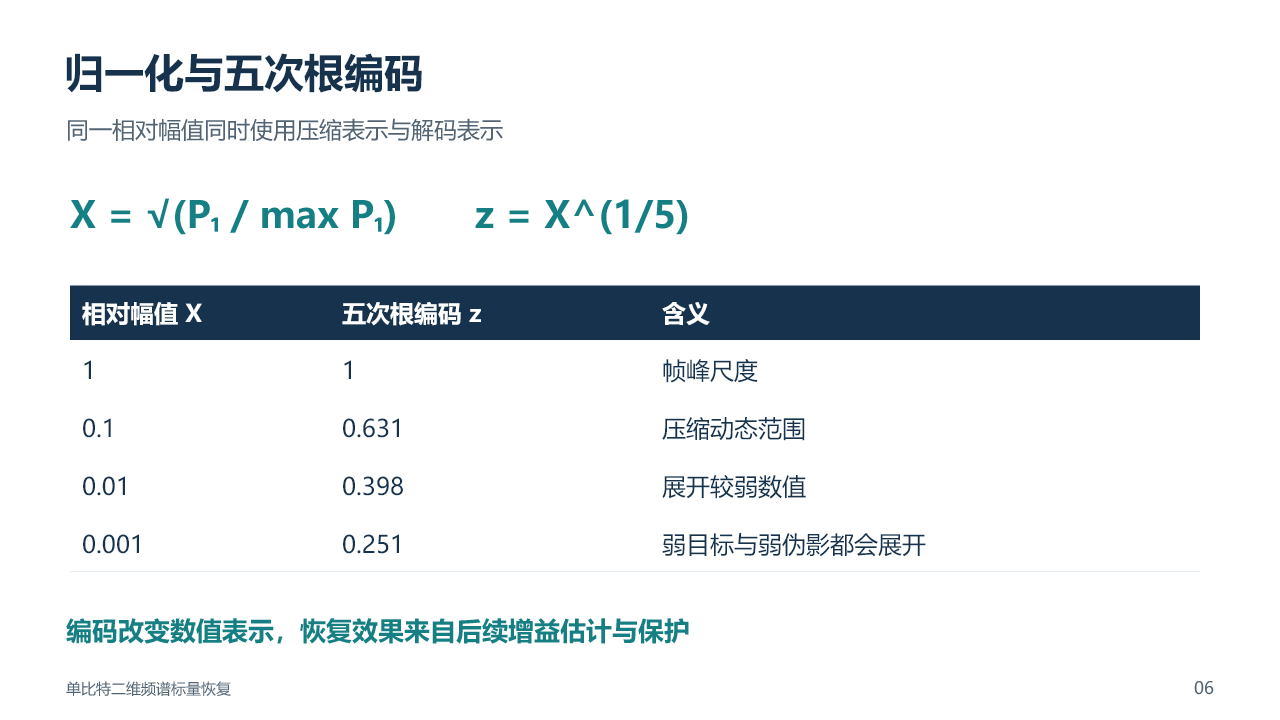 归一化与五次根编码
同一相对幅值同时使用压缩表示与解码表示
X = √(P₁ / max P₁) z = X^(1/5)
相对幅值 X 五次根编码 z 含义
1 1 帧峰尺度
0.1 0.631 压缩动态范围
0.01 0.398 展开较弱数值
0.001 0.251 弱目标与弱伪影都会展开
编码改变数值表示，恢复效果来自后续增益估计与保护
单比特二维频谱标量恢复 06